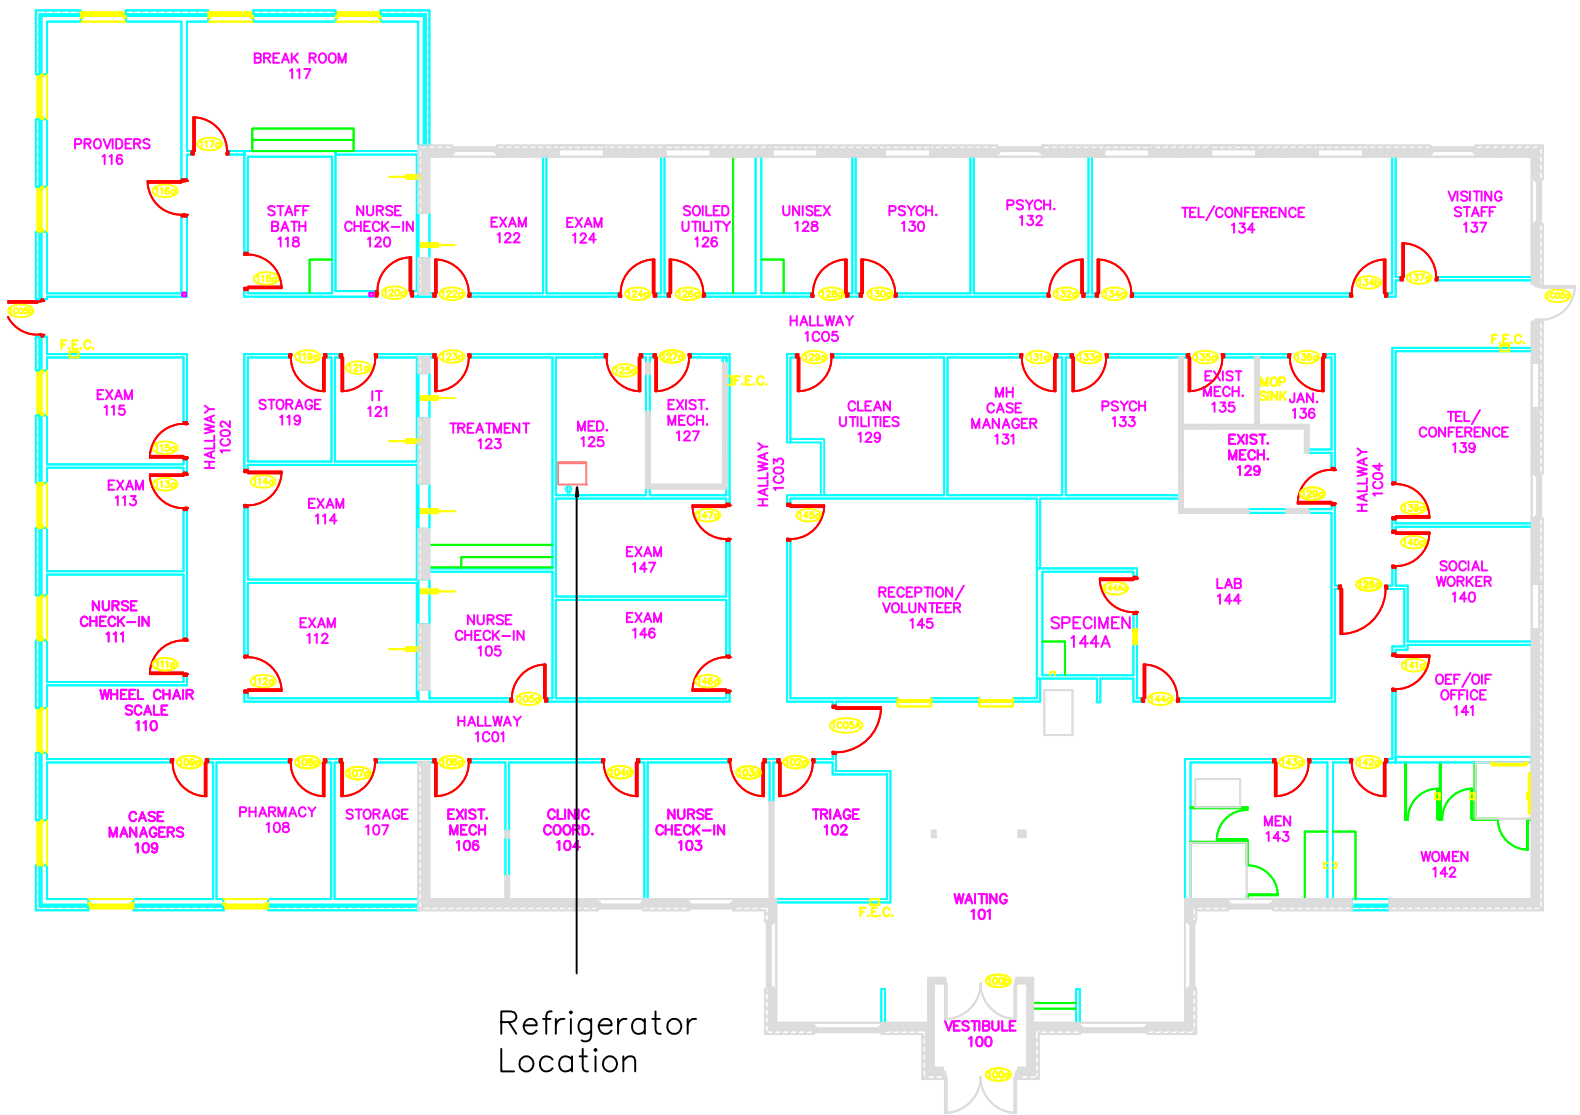 BREAK ROOM
117
PROVIDERS
116
STAFF
BATH
118
NURSE
CHECK-IN
120
EXAM
122
EXAM
124
SOILED
UTILITY
126
UNISEX
128
PSYCH.
130
PSYCH.
132
TEL/CONFERENCE
134
VISITING
STAFF
137
HALLWAY
1C05
F.E.C.
F.E.C.
F.E.C.
EXAM
115
HALLWAY
1C02
STORAGE
119
IT
121
TREATMENT
123
MED.
125
EXIST.
MECH.
127
HALLWAY
1C03
CLEAN
UTILITIES
129
MH
CASE
MANAGER
131
PSYCH
133
EXIST
MECH.
135
MOP
SINK
JAN.
136
EXIST.
MECH.
129
HALLWAY
1C04
TEL/
CONFERENCE
139
EXAM
113
EXAM
114
EXAM
147
NURSE
CHECK-IN
111
EXAM
112
NURSE
CHECK-IN
105
EXAM
146
RECEPTION/
VOLUNTEER
145
SPECIMEN
144A
LAB
144
SOCIAL
WORKER
140
OEF/OIF
OFFICE
141
WHEEL CHAIR
SCALE
110
HALLWAY
1C01
1C06A
CASE
MANAGERS
109
PHARMACY
108
STORAGE
107
EXIST.
MECH
106
CLINIC
COORD.
104
NURSE
CHECK-IN
103
TRIAGE
102
MEN
143
WOMEN
142
WAITING
101
F.E.C.
VESTIBULE
100
Refrigerator
Location